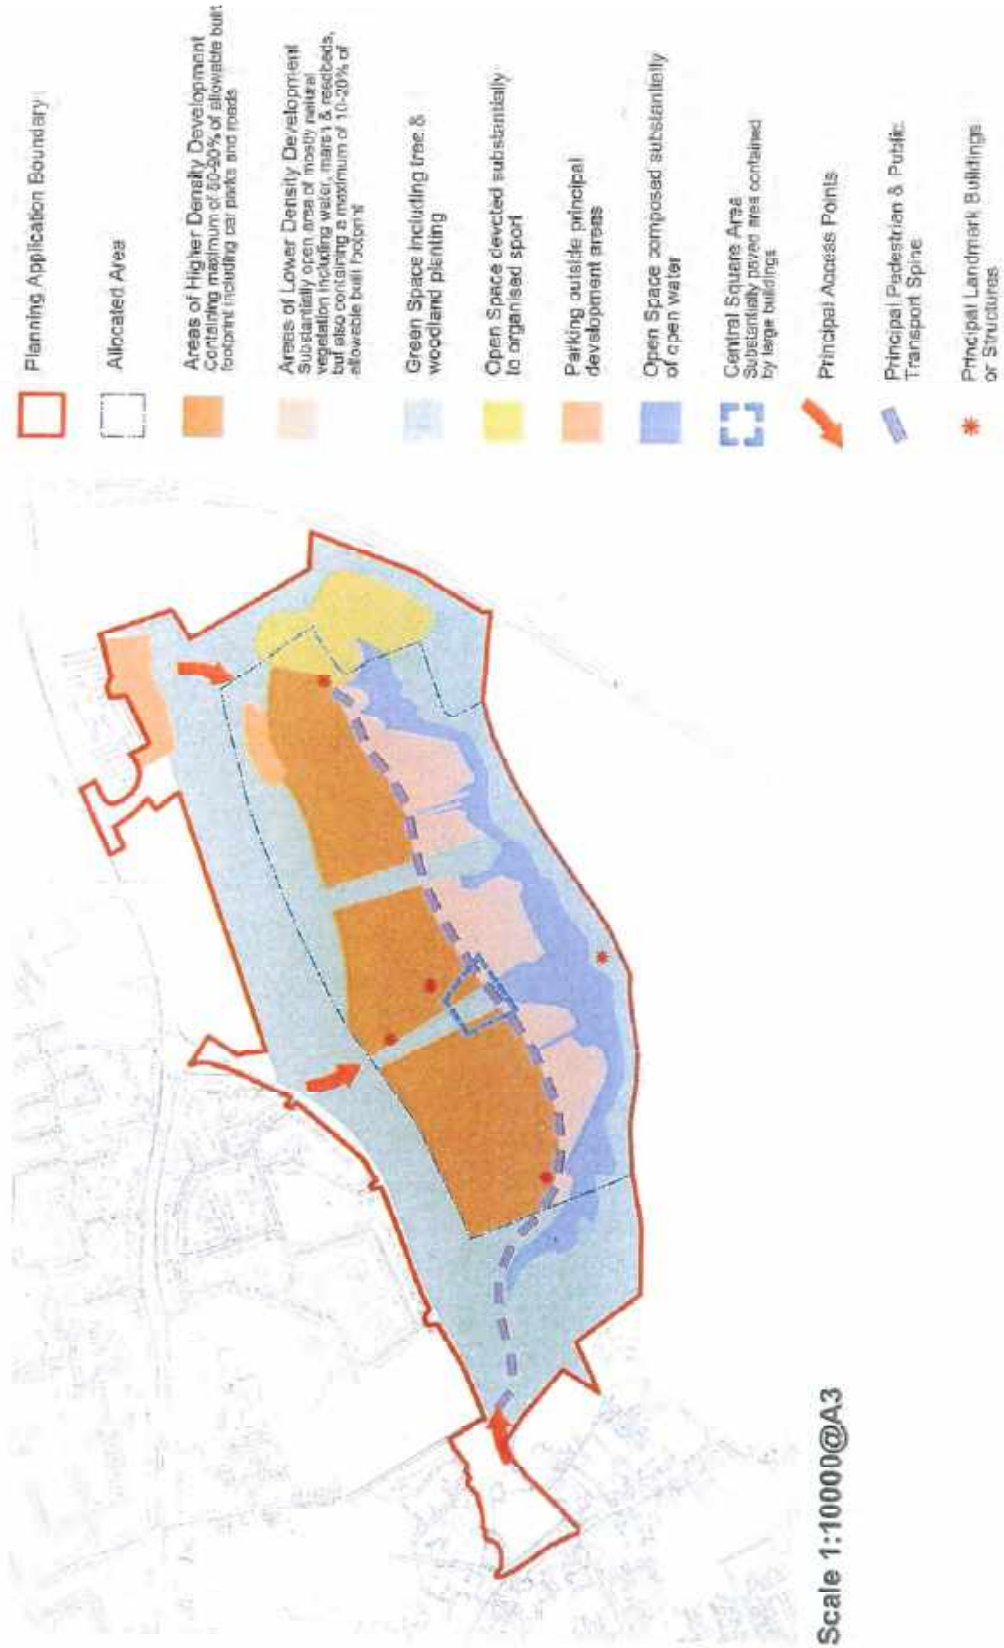 Planning Application Boundary
Allocated Area
Areas of Higher Density Development
Containing maximum of 60-90% of allowable built
footprint including car parks and roads
Areas of Lower Density Development
Substantially open area of mostly natural
vegetation including water, marsh & reedbeds,
but also containing a maximum of 10-20% of
allowable built footprint
Green Space including tree &
woodland planting
Open Space devoted substantially
to organised sport
Parking outside principal
development areas
Open Space composed substantially
of open water
Central Square Area
Substantially paved area contained
by large buildings
Principal Access Points
Principal Pedestrian & Public
Transport Spine
Principal Landmark Buildings
or Structures
Scale 1:10000@A3